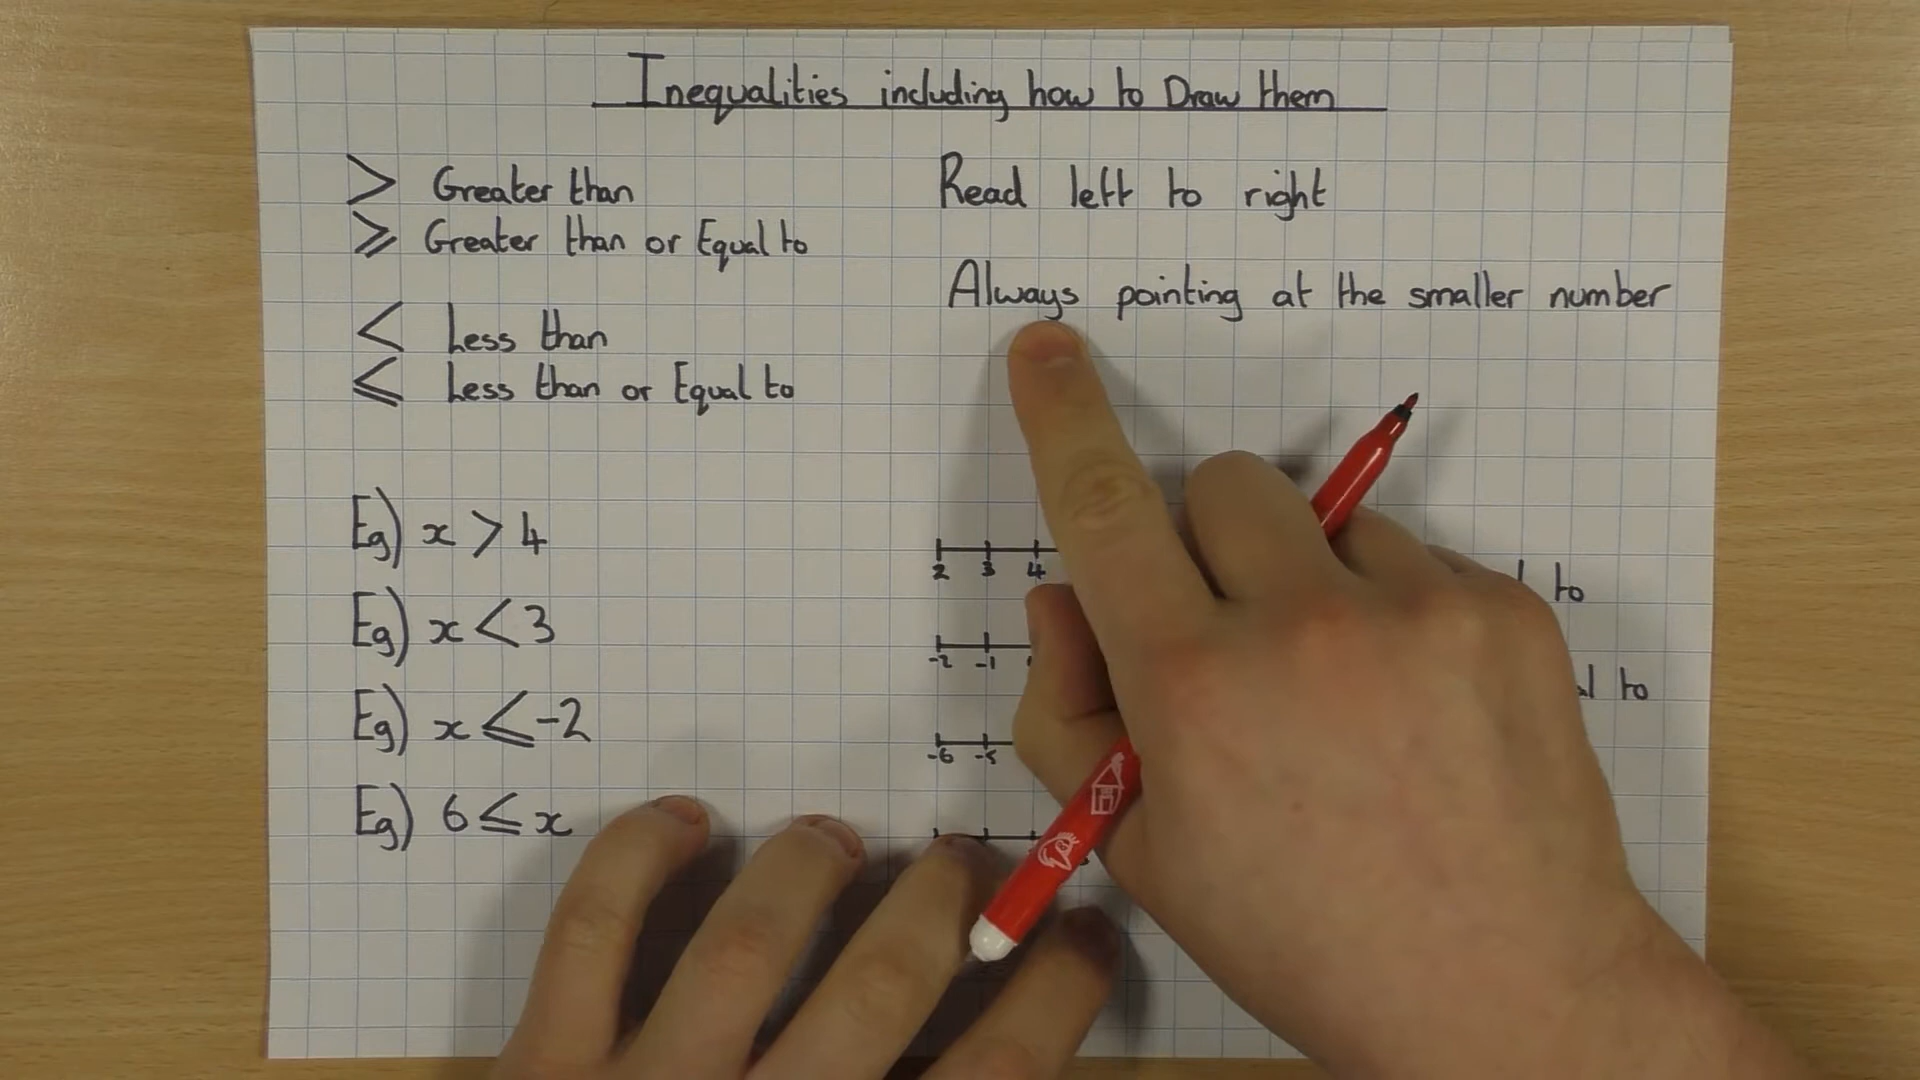 Inequalities including how to Draw them
> Greater than
⩾ Greater than or Equal to
< Less than
⩽ Less than or Equal to
Read left to right
Always pointing at the smaller number
Eg) x > 4
Eg) x < 3
Eg) x ⩽ -2
Eg) 6 ⩽ x
2 3 4
to
-2 -1
to
-6 -5